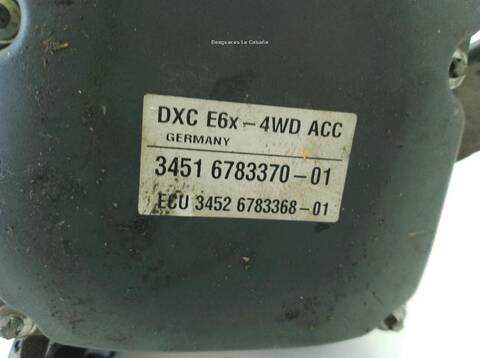 Desguaces La Cabaña
DXC E6x-4WD ACC
GERMANY
3451 6783370-01
ECU 3452 6783368-01